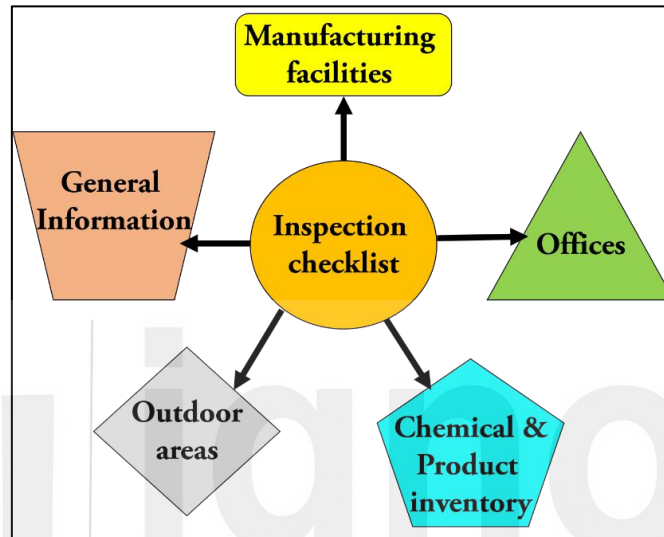 Manufacturing
facilities
General
Information
Inspection
checklist
Offices
Outdoor
areas
Chemical &
Product
inventory